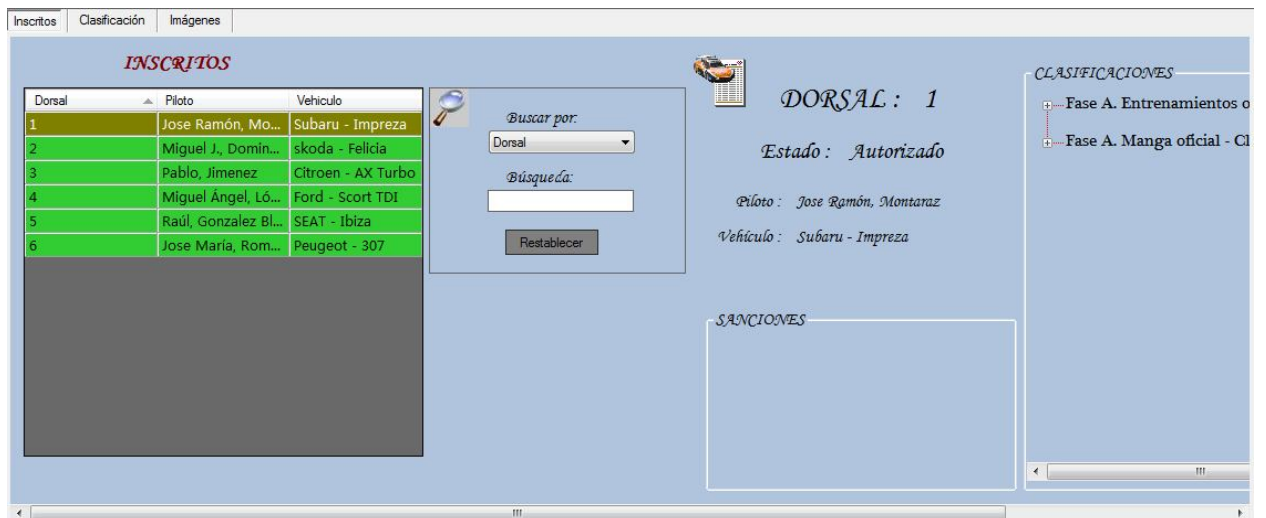 Inscritos Clasificación Imágenes
INSCRITOS
Dorsal Piloto Vehiculo
1 Jose Ramón, Mo... Subaru - Impreza
2 Miguel J., Domin... skoda - Felicia
3 Pablo, Jimenez Citroen - AX Turbo
4 Miguel Ángel, Ló... Ford - Scort TDI
5 Raúl, Gonzalez Bl... SEAT - Ibiza
6 Jose María, Rom... Peugeot - 307
Buscar por:
Dorsal
Búsqueda:
Restablecer
DORSAL : 1
Estado : Autorizado
Piloto : Jose Ramón, Montaraz
Vehículo : Subaru - Impreza
SANCIONES
CLASIFICACIONES
Fase A. Entrenamientos o
Fase A. Manga oficial - Cl